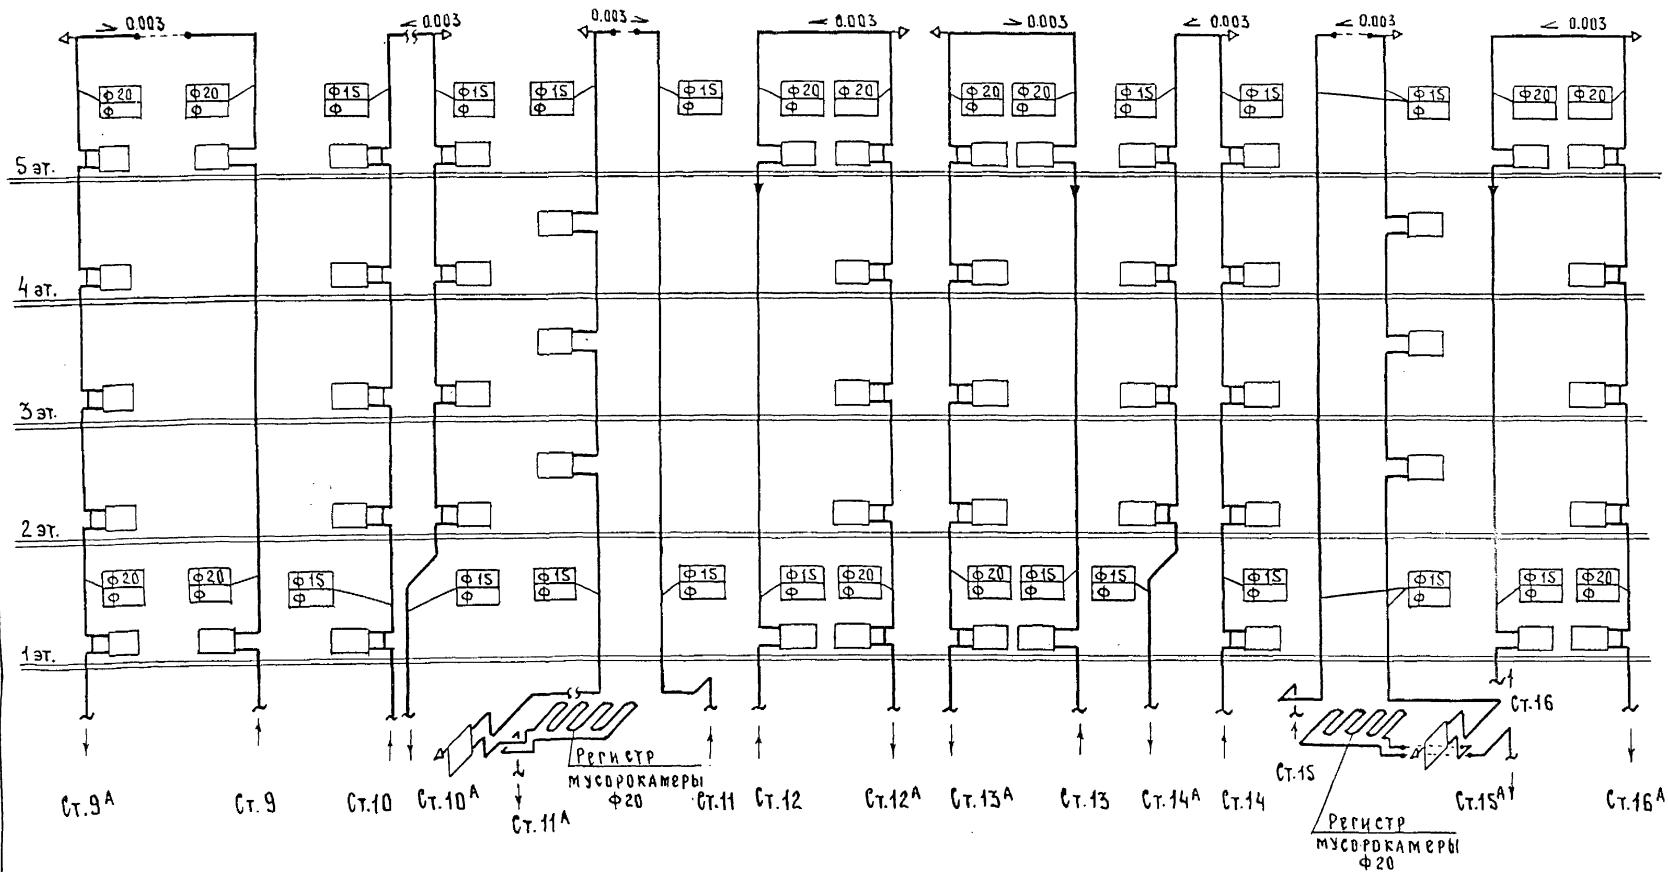 ≥ 0.003 ≤ 0.003 0.003 ≥ ≤ 0.003 ≥ 0.003 ≤ 0.003 ≤ 0.003 ≤ 0.003
Ф20 Ф20 Ф15 Ф15 Ф15 Ф15 Ф20 Ф20 Ф20 Ф20 Ф15 Ф15 Ф15 Ф20 Ф20
Ф Ф Ф Ф Ф Ф Ф Ф Ф
5 эт.
4 эт.
3 эт.
2 эт.
Ф20 Ф20 Ф15 Ф15 Ф15 Ф15 Ф15 Ф20 Ф20 Ф15 Ф15 Ф15 Ф15 Ф15 Ф20
Ф Ф Ф Ф Ф Ф Ф Ф Ф Ф Ф Ф Ф Ф Ф
1 эт.
Ст.16
Регистр
мусорокамеры
Ф20
Ст.9А Ст.9 Ст.10 Ст.10А Ст.11А Ст.11 Ст.12 Ст.12А Ст.13А Ст.13 Ст.14А Ст.14 Ст.15 Ст.15А Ст.16А
Регистр
мусорокамеры
Ф20